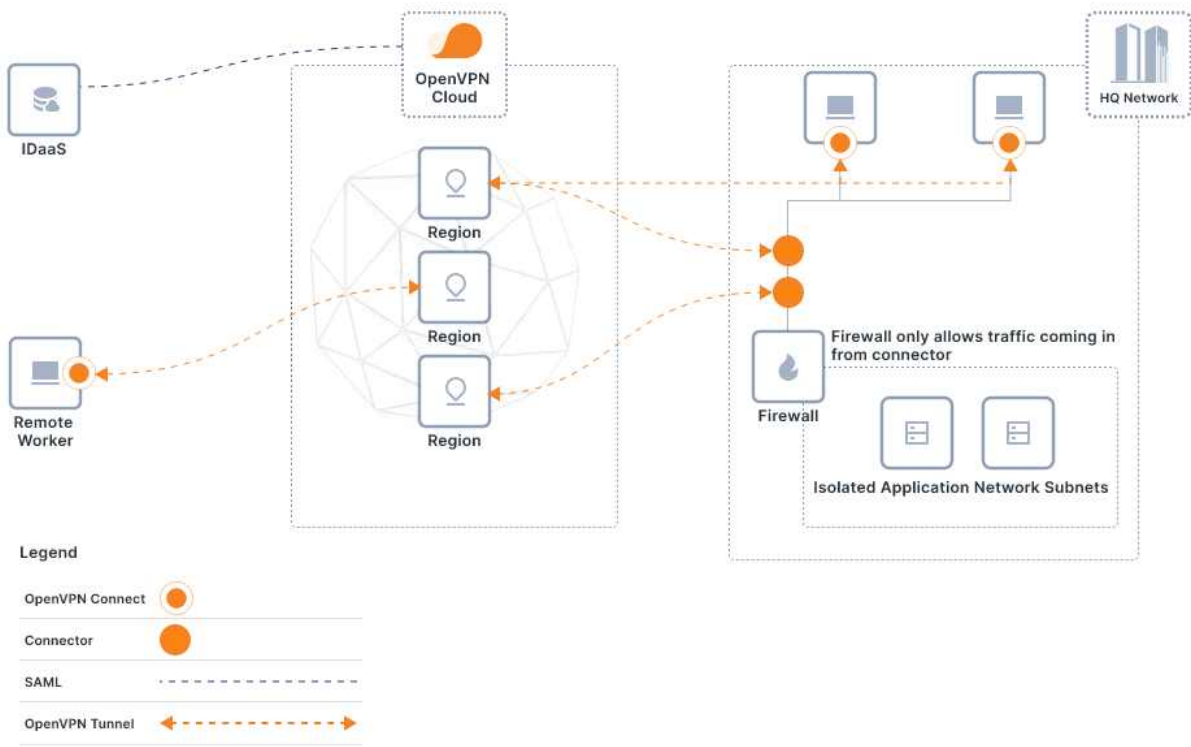 OpenVPN
Cloud
HQ Network
IDaaS
Region
Region
Region
Remote
Worker
Firewall only allows traffic coming in
from connector
Firewall
Isolated Application Network Subnets
Legend
OpenVPN Connect
Connector
SAML
OpenVPN Tunnel